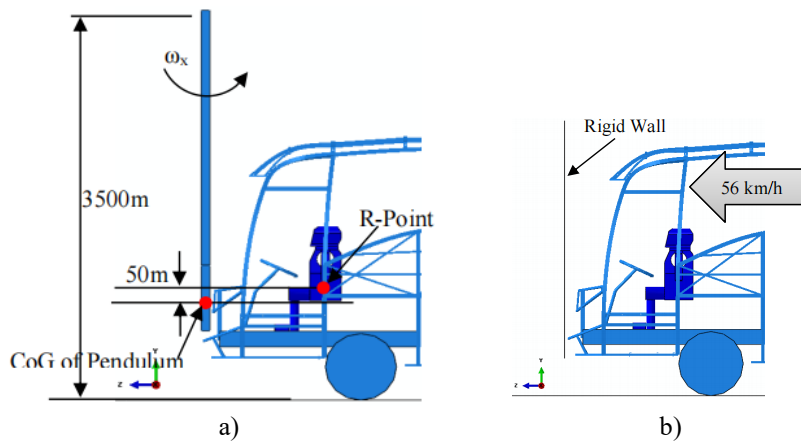 ωx
3500m
R-Point
50m
CoG of Pendulum
Y
Z
a)
Rigid Wall
56 km/h
Y
Z
b)